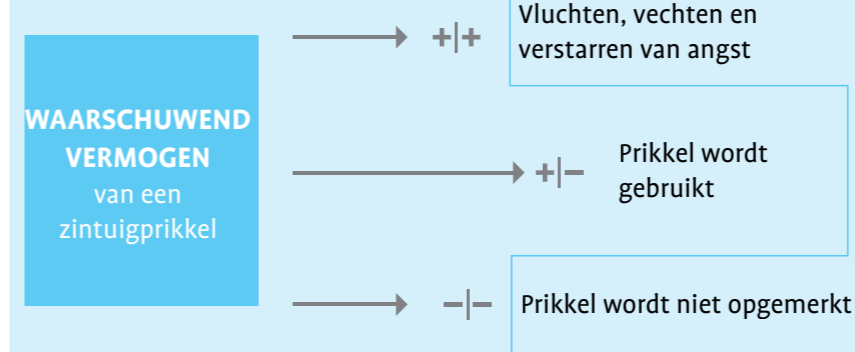 WAARSCHUWEND
VERMOGEN
van een
zintuigprikkel
+|+
Vluchten, vechten en
verstarren van angst
+|–
Prikkel wordt
gebruikt
–|–
Prikkel wordt niet opgemerkt